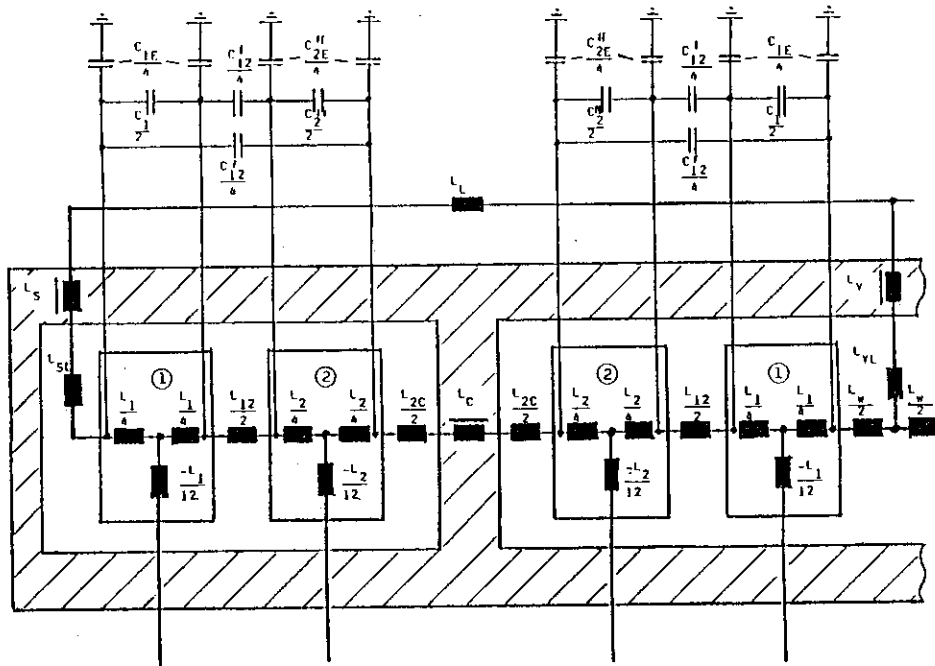 C1E/4 C'12/4 C"2E/4 C"2E/4 C'12/4 C1E/4
C1/2 C"2/2 C"2/2 C1/2
C'12/4 C'12/4
LL
LS LY
LSL LYL
① ② ② ①
L1/4 L1/4 L12/2 L2/4 L2/4 L2C/2 LC L2C/2 L2/4 L2/4 L12/2 L1/4 L1/4 LW/2 LW/2
-L1/12 -L2/12 -L2/12 -L1/12